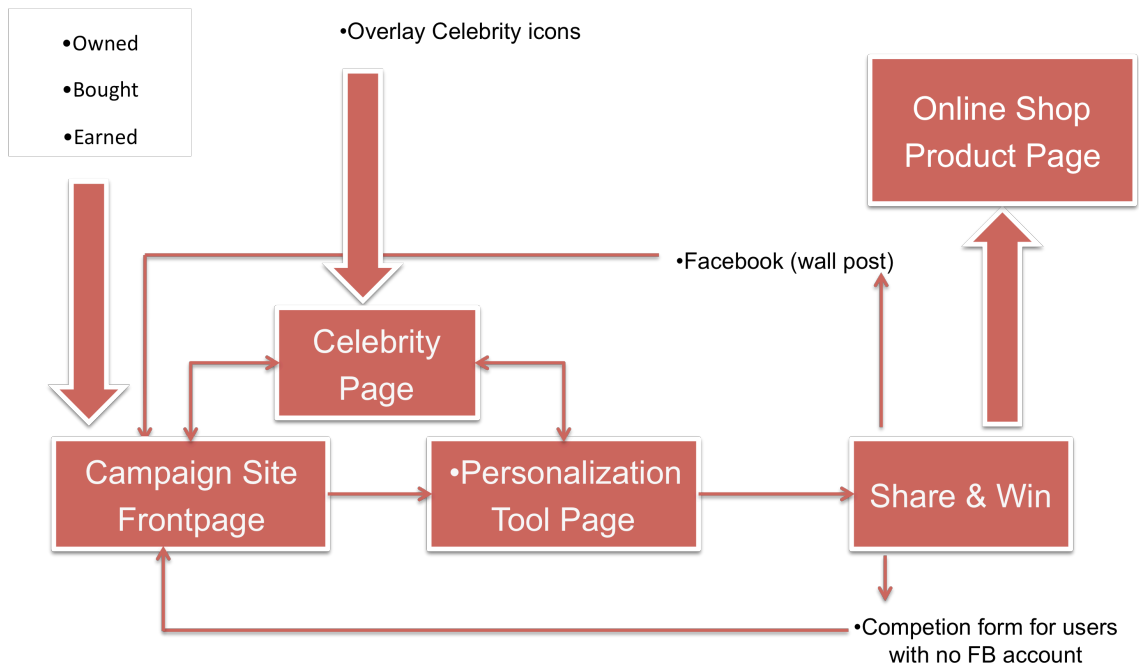 •Owned
•Bought
•Earned
•Overlay Celebrity icons
Online Shop
Product Page
•Facebook (wall post)
Celebrity
Page
Campaign Site
Frontpage
•Personalization
Tool Page
Share & Win
•Competion form for users
with no FB account